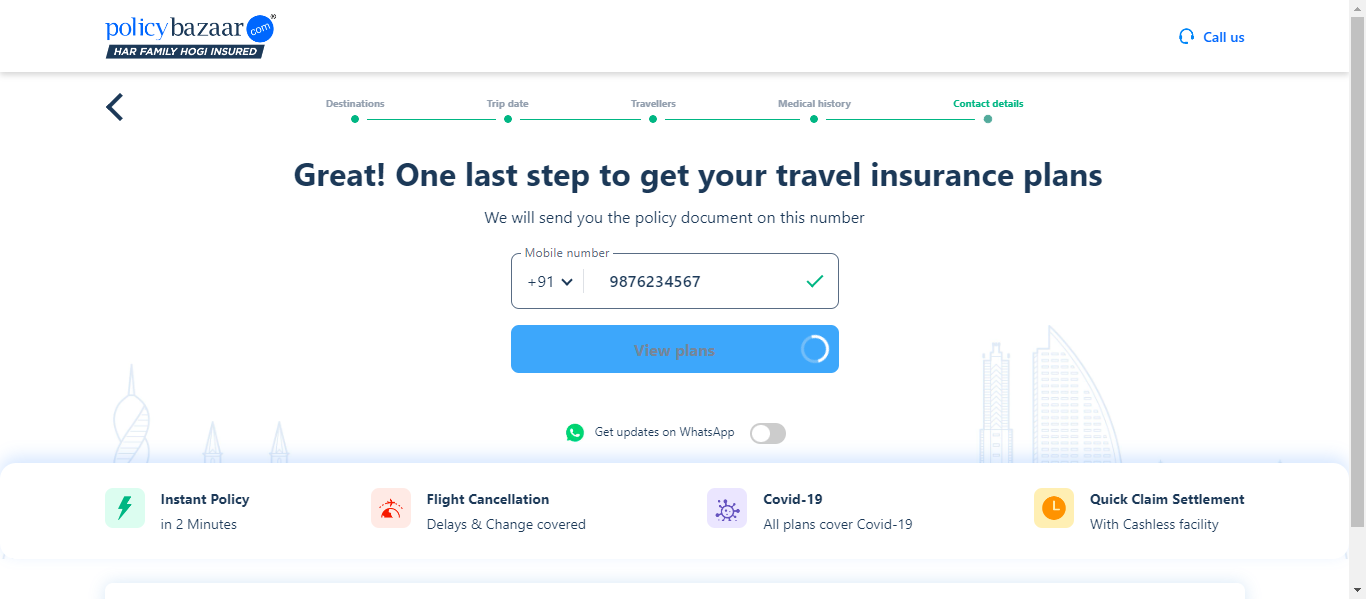 policybazaar.com®
HAR FAMILY HOGI INSURED
Call us
Destinations
Trip date
Travellers
Medical history
Contact details
Great! One last step to get your travel insurance plans
We will send you the policy document on this number
Mobile number
+91
9876234567
View plans
Get updates on WhatsApp
Instant Policy
in 2 Minutes
Flight Cancellation
Delays & Change covered
Covid-19
All plans cover Covid-19
Quick Claim Settlement
With Cashless facility